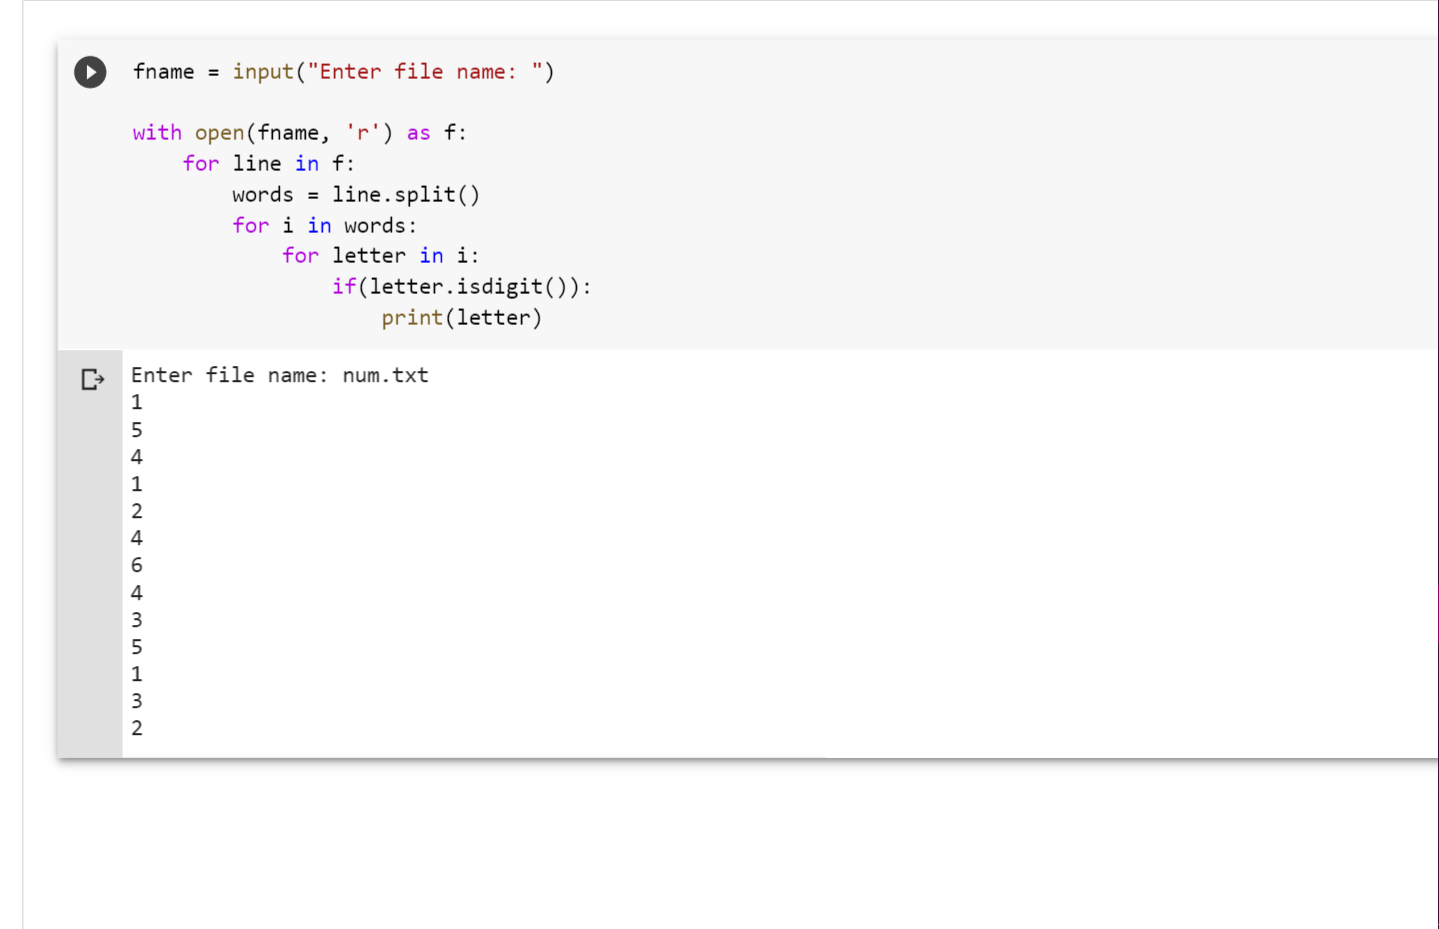 fname = input("Enter file name: ")
with open(fname, 'r') as f:
    for line in f:
        words = line.split()
        for i in words:
            for letter in i:
                if(letter.isdigit()):
                    print(letter)
Enter file name: num.txt
1
5
4
1
2
4
6
4
3
5
1
3
2